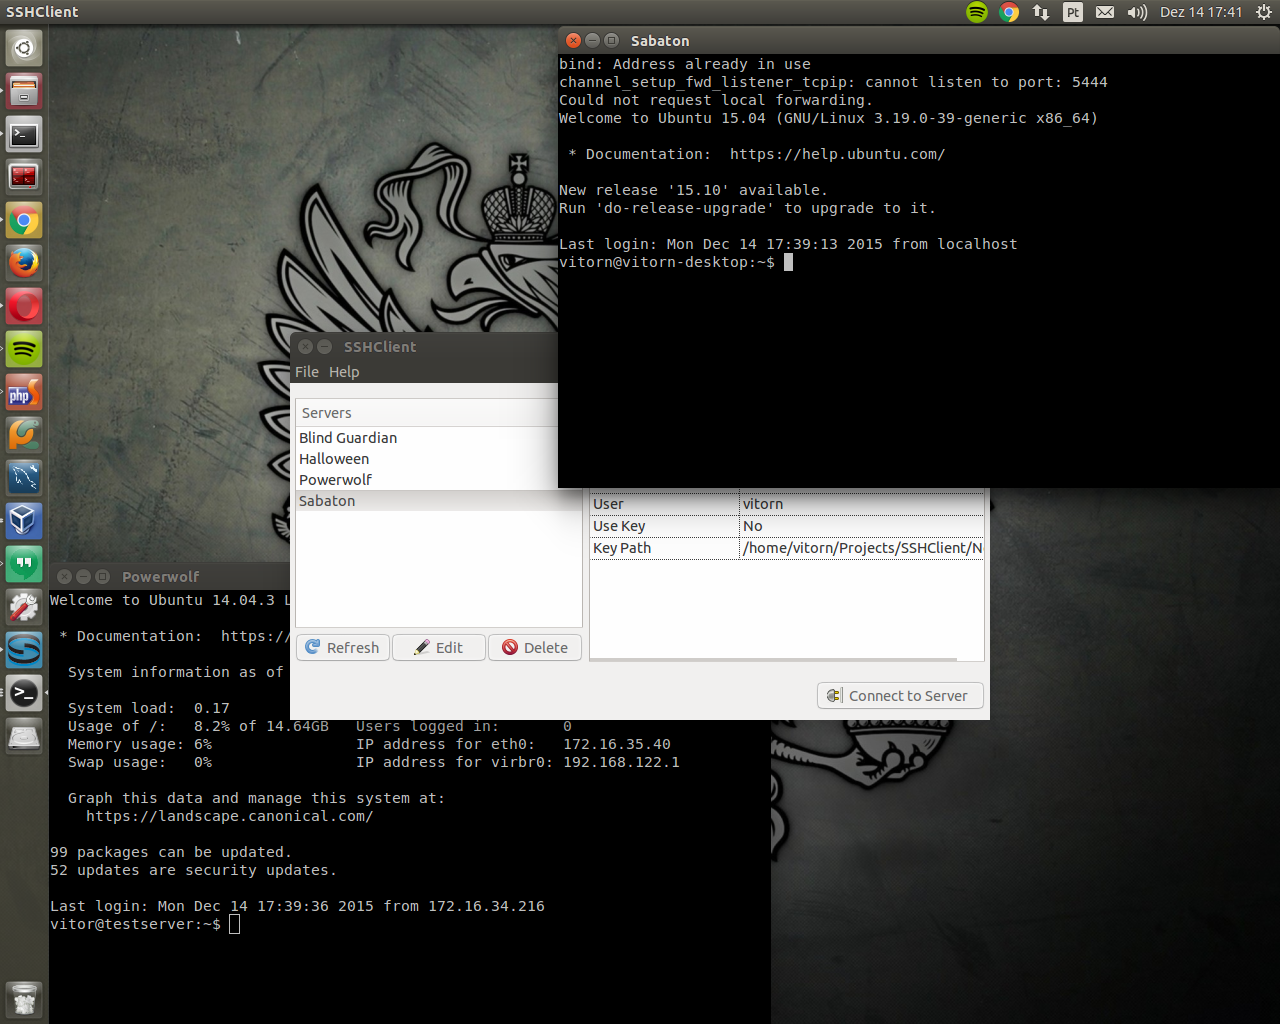 SSHClient
Pt
Dez 14 17:41
Sabaton
bind: Address already in use
channel_setup_fwd_listener_tcpip: cannot listen to port: 5444
Could not request local forwarding.
Welcome to Ubuntu 15.04 (GNU/Linux 3.19.0-39-generic x86_64)
* Documentation:  https://help.ubuntu.com/
New release '15.10' available.
Run 'do-release-upgrade' to upgrade to it.
Last login: Mon Dec 14 17:39:13 2015 from localhost
vitorn@vitorn-desktop:~$
SSHClient
File Help
Servers
Blind Guardian
Halloween
Powerwolf
Sabaton
User vitorn
Use Key No
Key Path /home/vitorn/Projects/SSHClient/N
Refresh Edit Delete
Connect to Server
php S
Powerwolf
Welcome to Ubuntu 14.04.3 L
* Documentation:  https://
System information as of
System load:  0.17
Usage of /:   8.2% of 14.64GB   Users logged in:       0
Memory usage: 6%                IP address for eth0:   172.16.35.40
Swap usage:   0%                IP address for virbr0: 192.168.122.1
Graph this data and manage this system at:
https://landscape.canonical.com/
99 packages can be updated.
52 updates are security updates.
Last login: Mon Dec 14 17:39:36 2015 from 172.16.34.216
vitor@testserver:~$